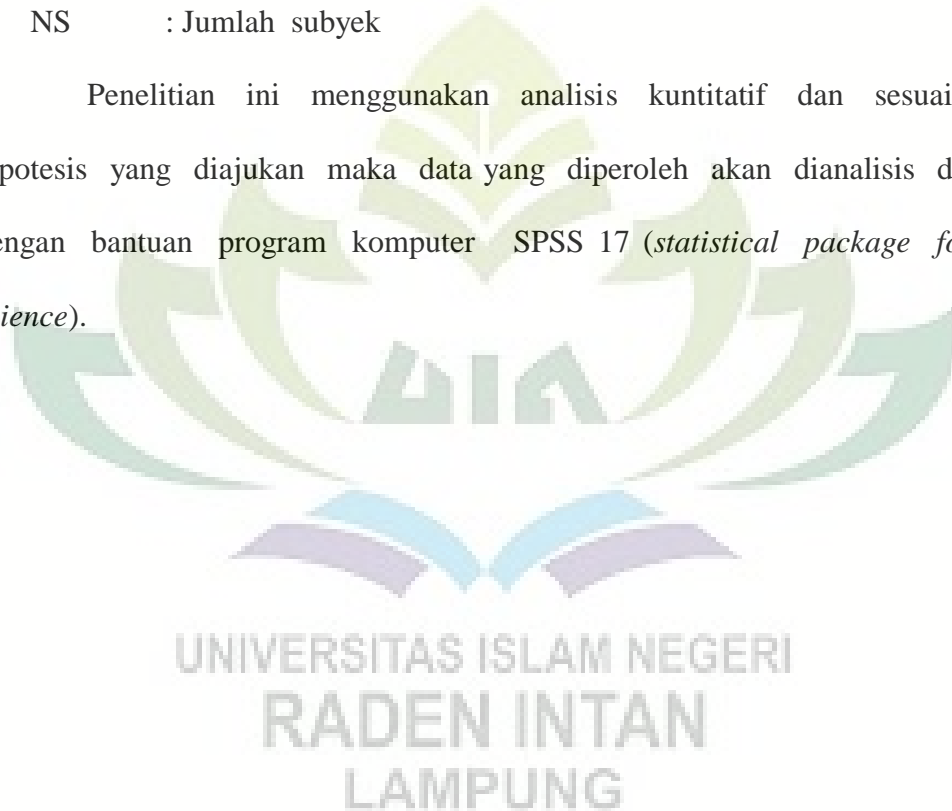 NS : Jumlah subyek
Penelitian ini menggunakan analisis kuntitatif dan sesuai
potesis yang diajukan maka data yang diperoleh akan dianalisis d
engan bantuan program komputer SPSS 17 (statistical package fo
ience).
UIN
UNIVERSITAS ISLAM NEGERI
RADEN INTAN
LAMPUNG